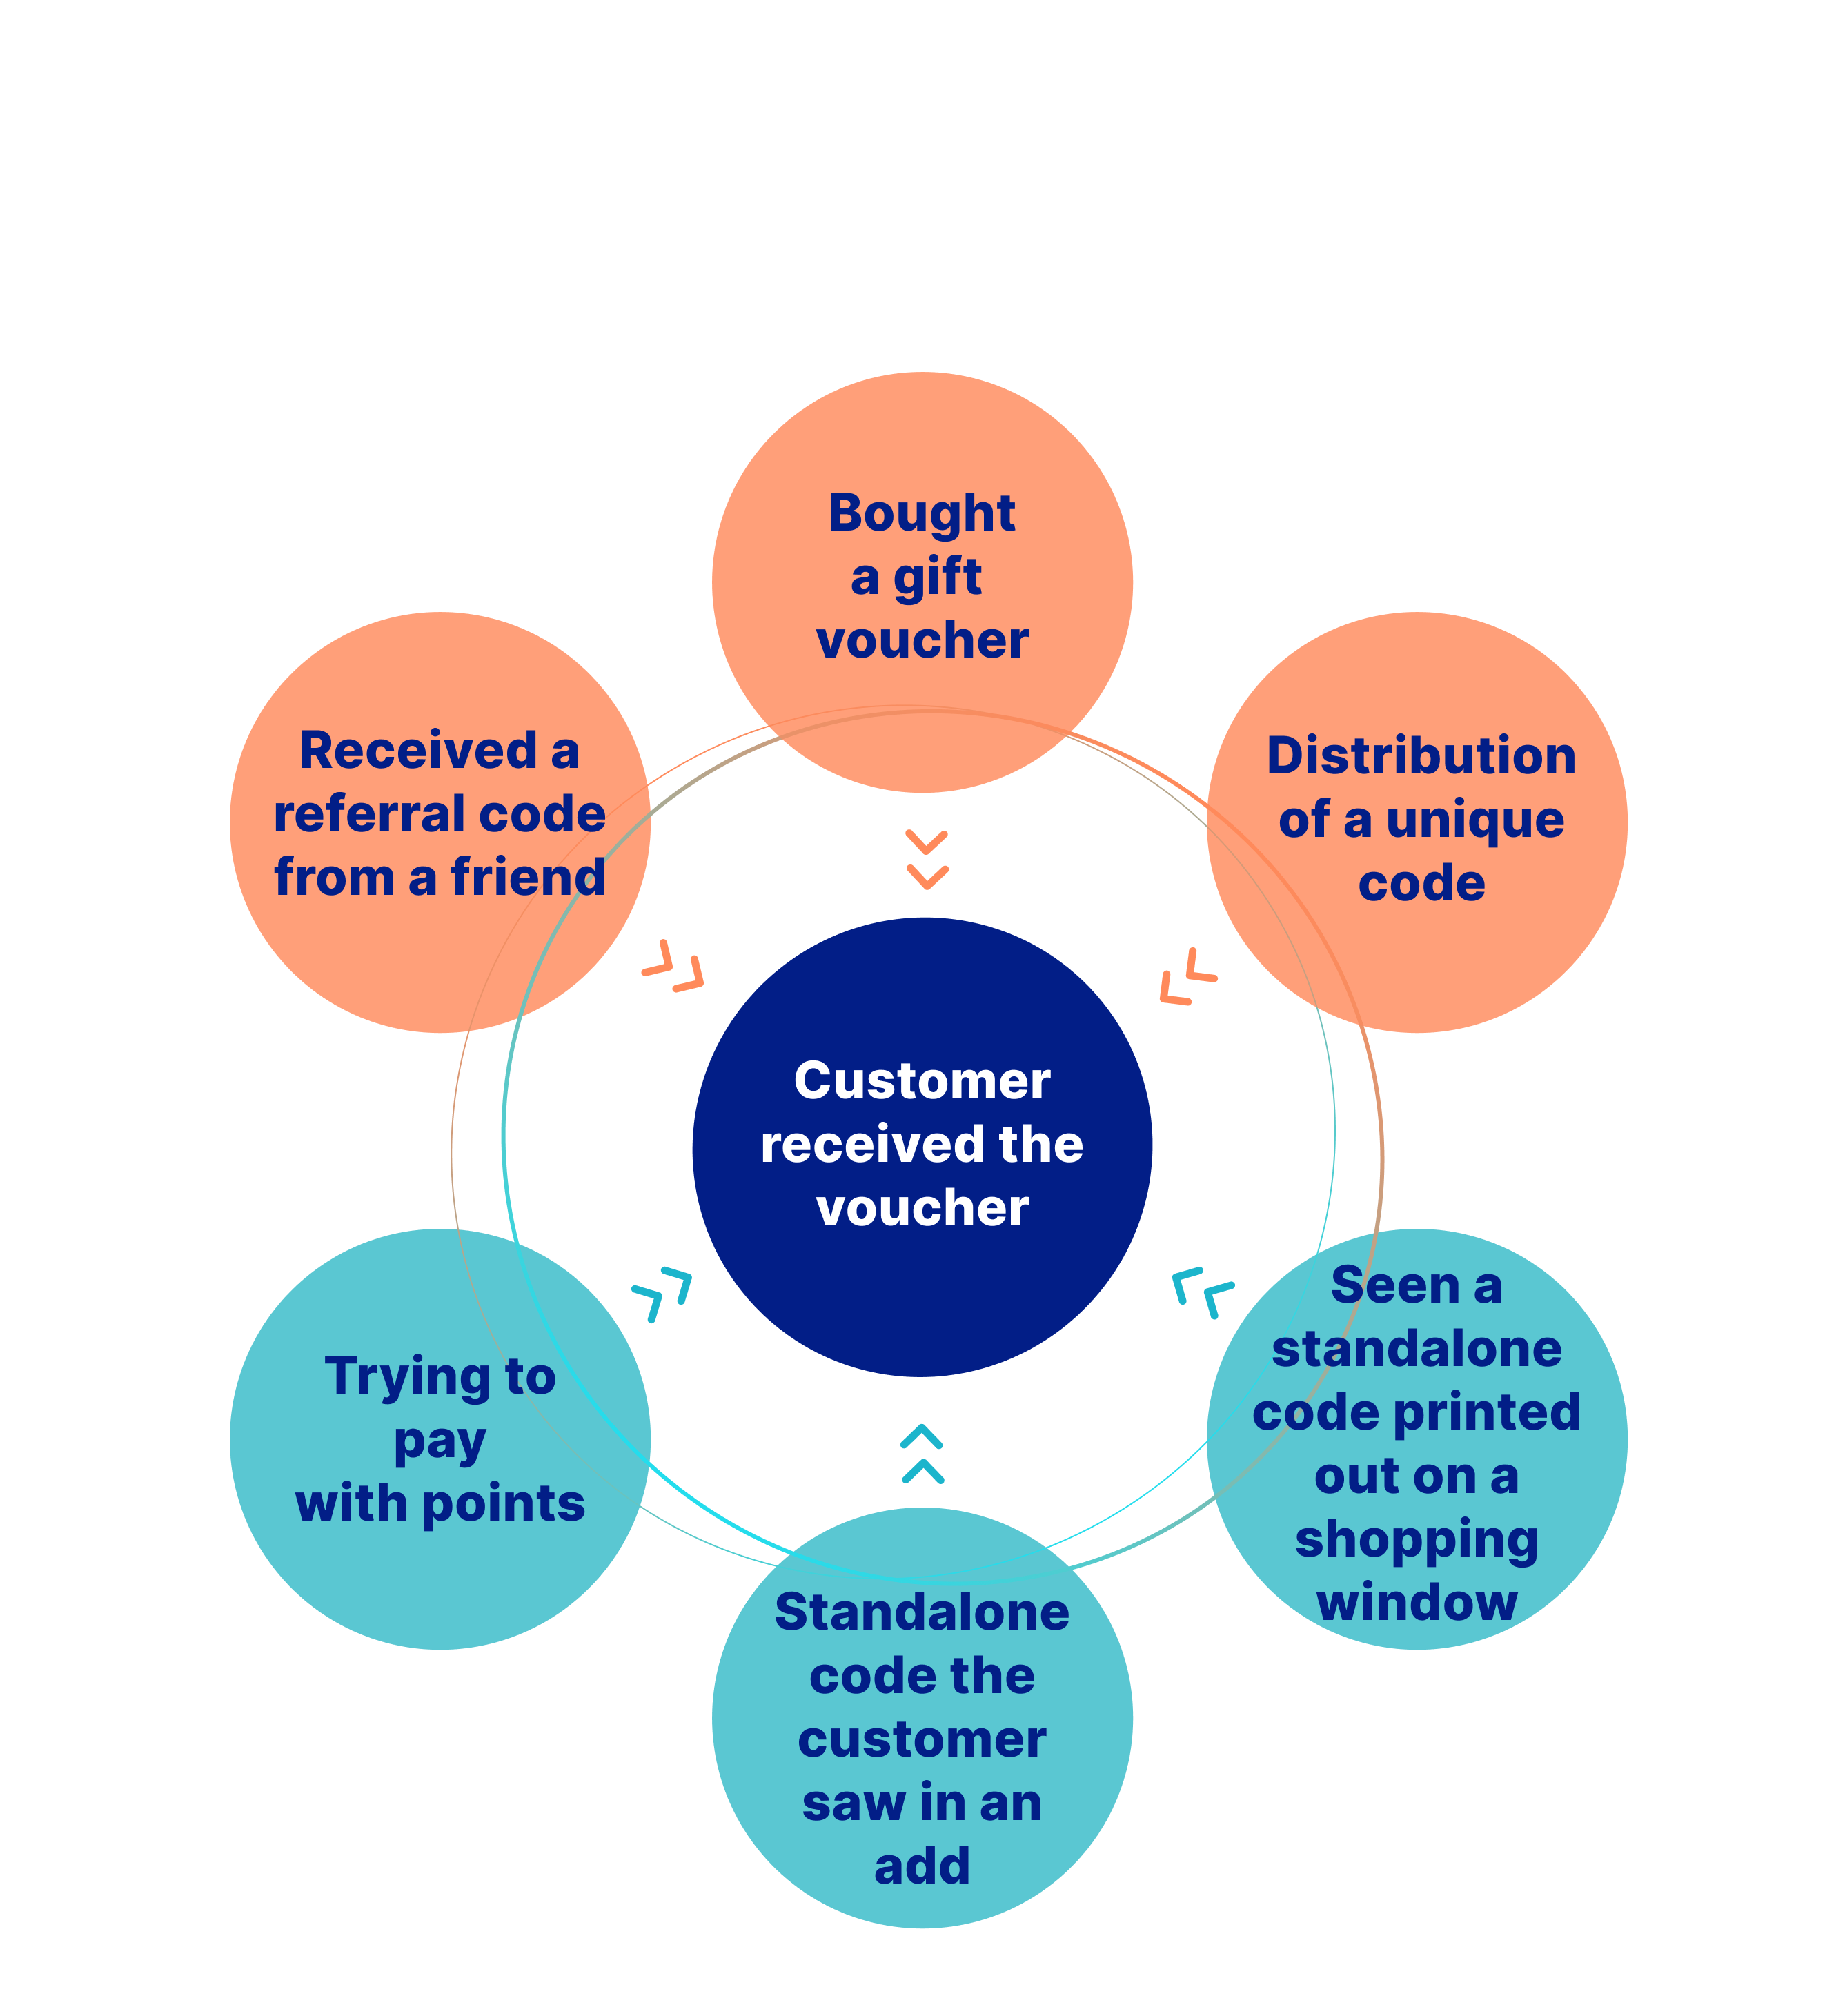 Bought
a gift
voucher
Received a
referral code
from a friend
Distribution
of a unique
code
Customer
received the
voucher
Trying to
pay
with points
Seen a
standalone
code printed
out on a
shopping
window
Standalone
code the
customer
saw in an
add